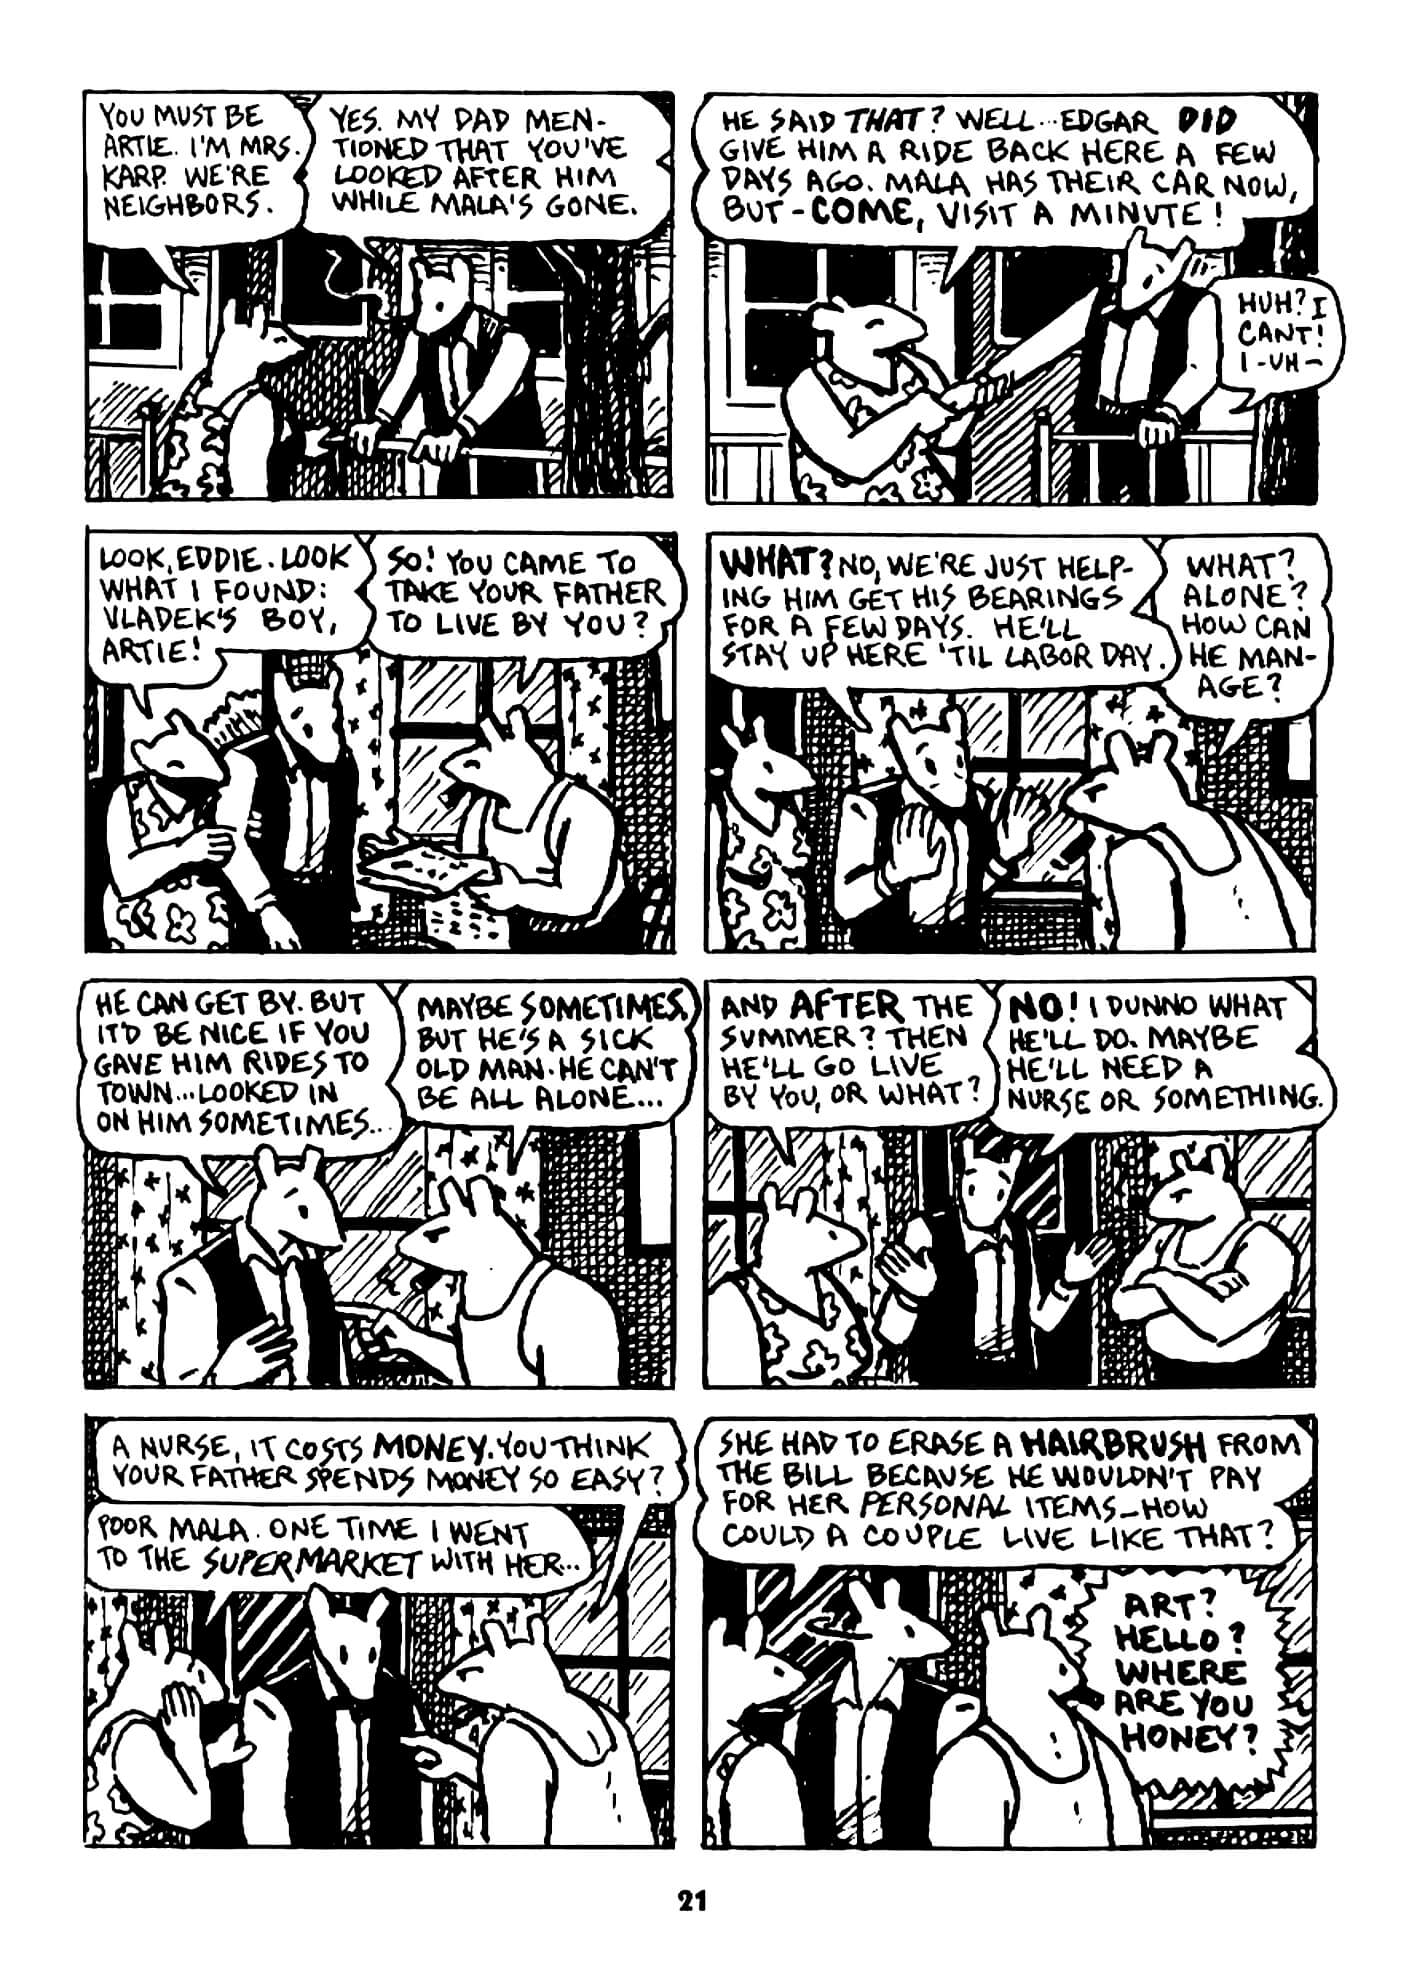 YOU MUST BE
ARTIE. I'M MRS.
KARP. WE'RE
NEIGHBORS.
YES. MY DAD MEN-
TIONED THAT YOU'VE
LOOKED AFTER HIM
WHILE MALA'S GONE.
HE SAID THAT? WELL...EDGAR DID
GIVE HIM A RIDE BACK HERE A FEW
DAYS AGO. MALA HAS THEIR CAR NOW,
BUT-COME, VISIT A MINUTE!
HUH? I
CANT!
I-UH-
LOOK, EDDIE. LOOK
WHAT I FOUND:
VLADEK'S BOY,
ARTIE!
SO! YOU CAME TO
TAKE YOUR FATHER
TO LIVE BY YOU?
WHAT? NO, WE'RE JUST HELP-
ING HIM GET HIS BEARINGS
FOR A FEW DAYS. HE'LL
STAY UP HERE 'TIL LABOR DAY.
WHAT?
ALONE?
HOW CAN
HE MAN-
AGE?
HE CAN GET BY. BUT
IT'D BE NICE IF YOU
GAVE HIM RIDES TO
TOWN...LOOKED IN
ON HIM SOMETIMES...
MAYBE SOMETIMES.
BUT HE'S A SICK
OLD MAN. HE CAN'T
BE ALL ALONE...
AND AFTER THE
SUMMER? THEN
HE'LL GO LIVE
BY YOU, OR WHAT?
NO! I DUNNO WHAT
HE'LL DO. MAYBE
HE'LL NEED A
NURSE OR SOMETHING.
A NURSE, IT COSTS MONEY. YOU THINK
YOUR FATHER SPENDS MONEY SO EASY?
POOR MALA. ONE TIME I WENT
TO THE SUPERMARKET WITH HER...
SHE HAD TO ERASE A HAIRBRUSH FROM
THE BILL BECAUSE HE WOULDN'T PAY
FOR HER PERSONAL ITEMS-HOW
COULD A COUPLE LIVE LIKE THAT?
ART?
HELLO?
WHERE
ARE YOU
HONEY?
21